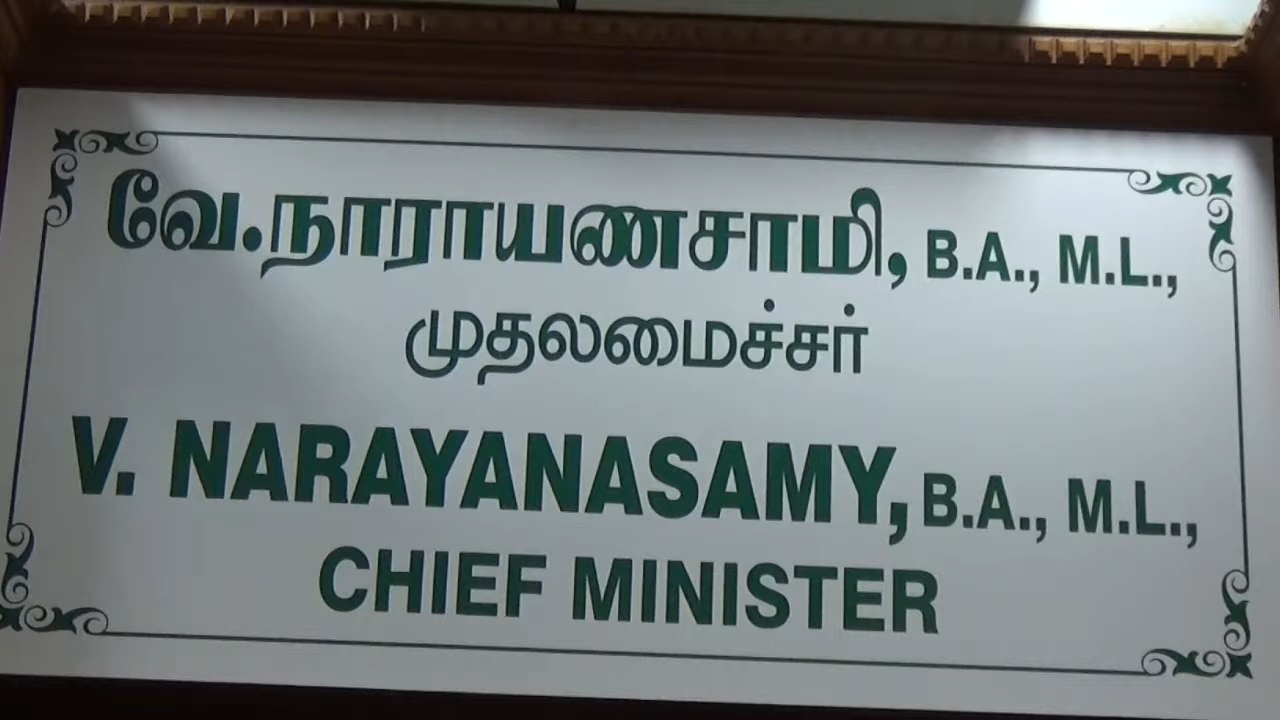 வே.நாராயணசாமி, B.A., M.L.,
முதலமைச்சர்
V. NARAYANASAMY, B.A., M.L.,
CHIEF MINISTER